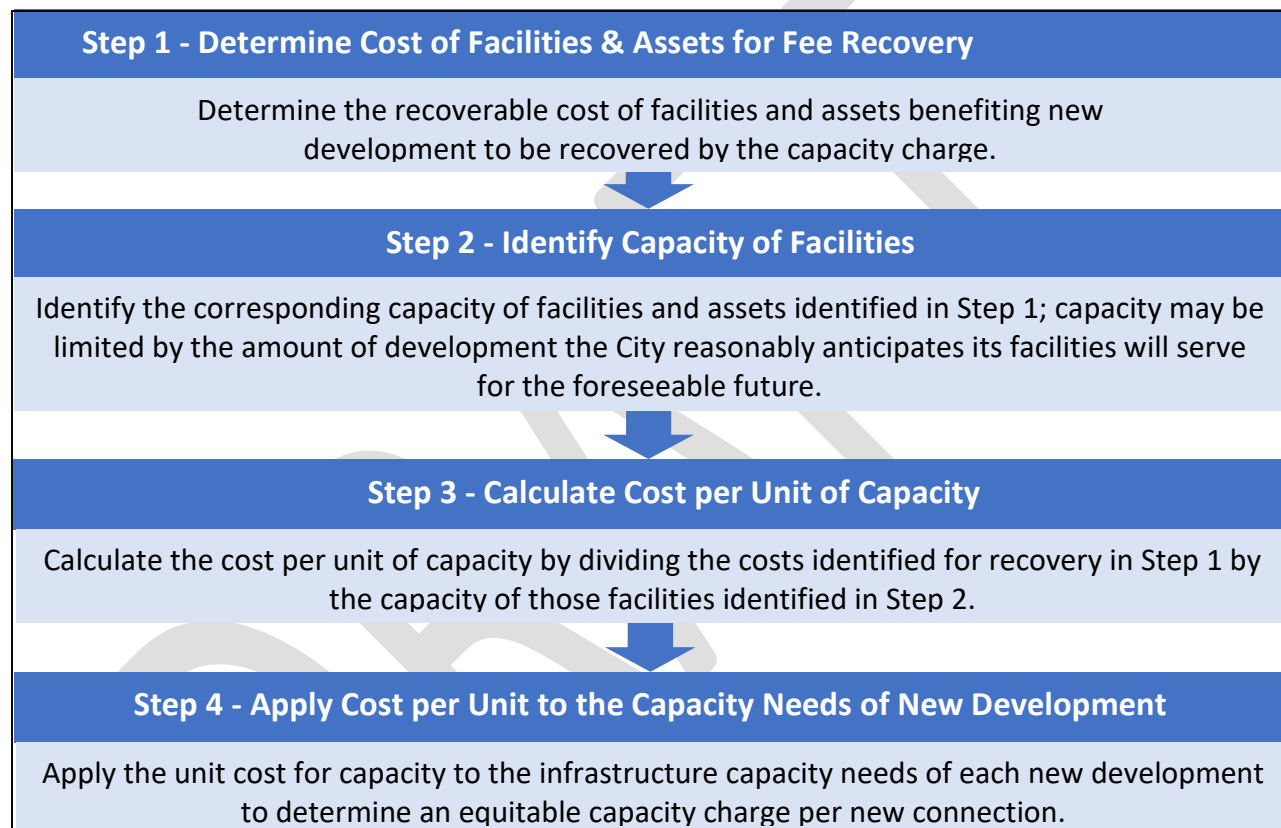 Step 1 - Determine Cost of Facilities & Assets for Fee Recovery
Determine the recoverable cost of facilities and assets benefiting new
development to be recovered by the capacity charge.
Step 2 - Identify Capacity of Facilities
Identify the corresponding capacity of facilities and assets identified in Step 1; capacity may be
limited by the amount of development the City reasonably anticipates its facilities will serve
for the foreseeable future.
Step 3 - Calculate Cost per Unit of Capacity
Calculate the cost per unit of capacity by dividing the costs identified for recovery in Step 1 by
the capacity of those facilities identified in Step 2.
Step 4 - Apply Cost per Unit to the Capacity Needs of New Development
Apply the unit cost for capacity to the infrastructure capacity needs of each new development
to determine an equitable capacity charge per new connection.